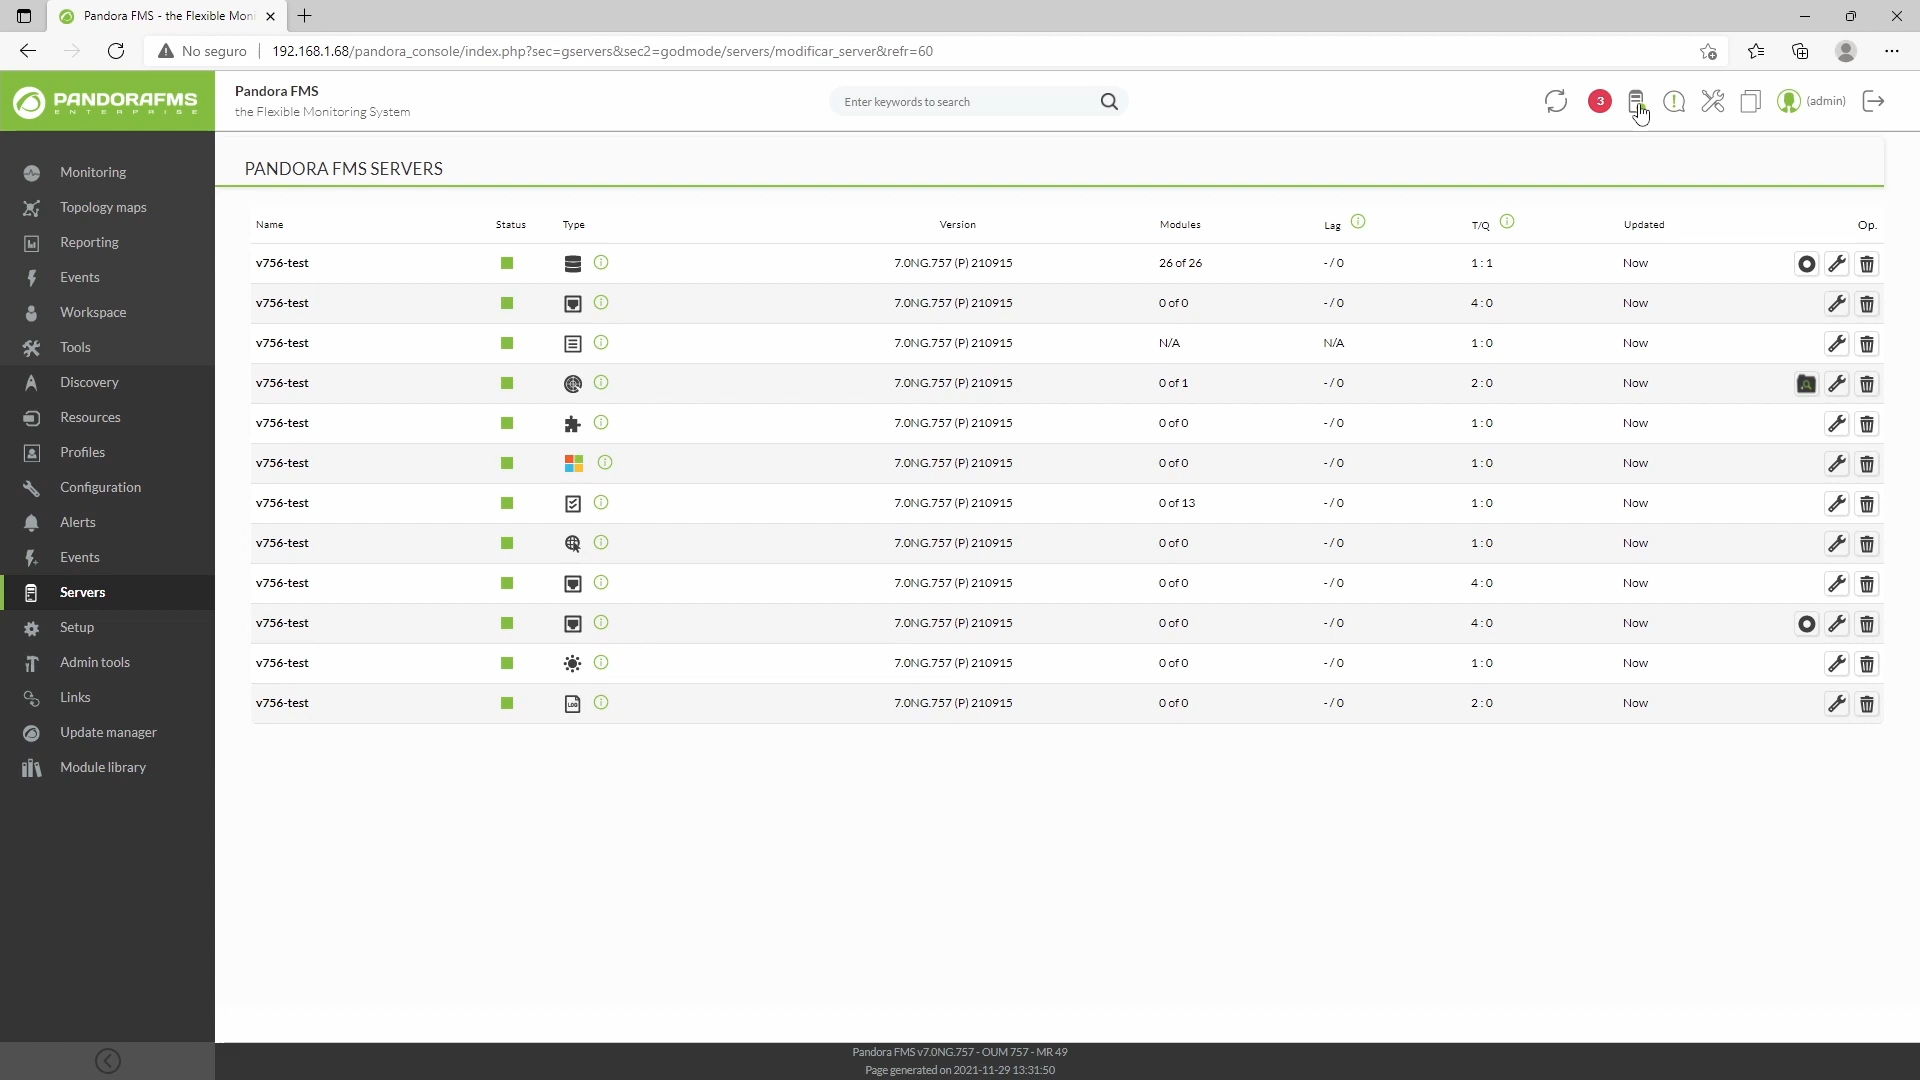 Pandora FMS - the Flexible Moni
No seguro
192.168.1.68/pandora_console/index.php?sec=gservers&sec2=godmode/servers/modificar_server&refr=60
PANDORAFMS
ENTERPRISE
Pandora FMS
the Flexible Monitoring System
Enter keywords to search
3
(admin)
Monitoring
Topology maps
Reporting
Events
Workspace
Tools
Discovery
Resources
Profiles
Configuration
Alerts
Events
Servers
Setup
Admin tools
Links
Update manager
Module library
PANDORA FMS SERVERS
Name Status Type Version Modules Lag T/Q Updated Op.
v756-test 7.0NG.757 (P) 210915 26 of 26 - / 0 1 : 1 Now
v756-test 7.0NG.757 (P) 210915 0 of 0 - / 0 4 : 0 Now
v756-test 7.0NG.757 (P) 210915 N/A N/A 1 : 0 Now
v756-test 7.0NG.757 (P) 210915 0 of 1 - / 0 2 : 0 Now
v756-test 7.0NG.757 (P) 210915 0 of 0 - / 0 1 : 0 Now
v756-test 7.0NG.757 (P) 210915 0 of 0 - / 0 1 : 0 Now
v756-test 7.0NG.757 (P) 210915 0 of 13 - / 0 1 : 0 Now
v756-test 7.0NG.757 (P) 210915 0 of 0 - / 0 1 : 0 Now
v756-test 7.0NG.757 (P) 210915 0 of 0 - / 0 4 : 0 Now
v756-test 7.0NG.757 (P) 210915 0 of 0 - / 0 4 : 0 Now
v756-test 7.0NG.757 (P) 210915 0 of 0 - / 0 1 : 0 Now
v756-test LOG 7.0NG.757 (P) 210915 0 of 0 - / 0 2 : 0 Now
Pandora FMS v7.0NG.757 - OUM 757 - MR 49
Page generated on 2021-11-29 13:31:50